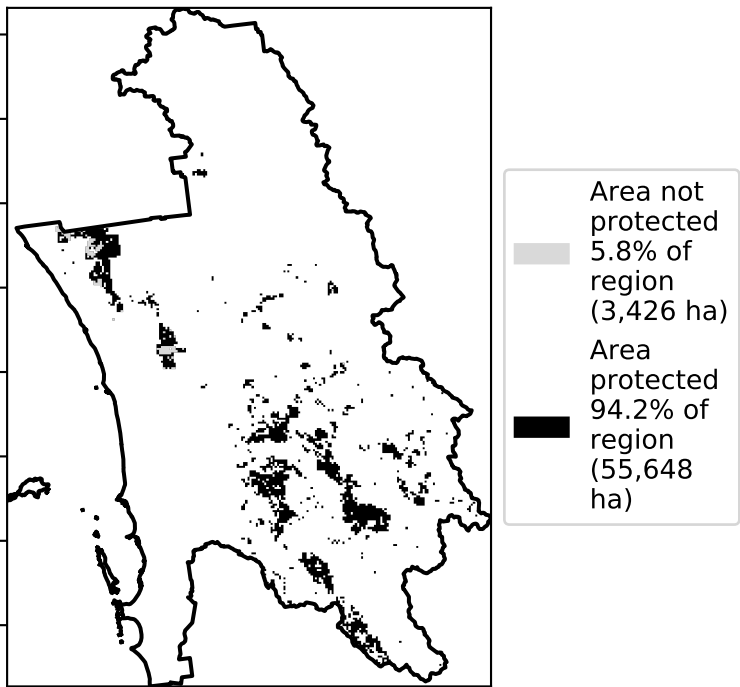 Area not
protected
5.8% of
region
(3,426 ha)
Area
protected
94.2% of
region
(55,648
ha)